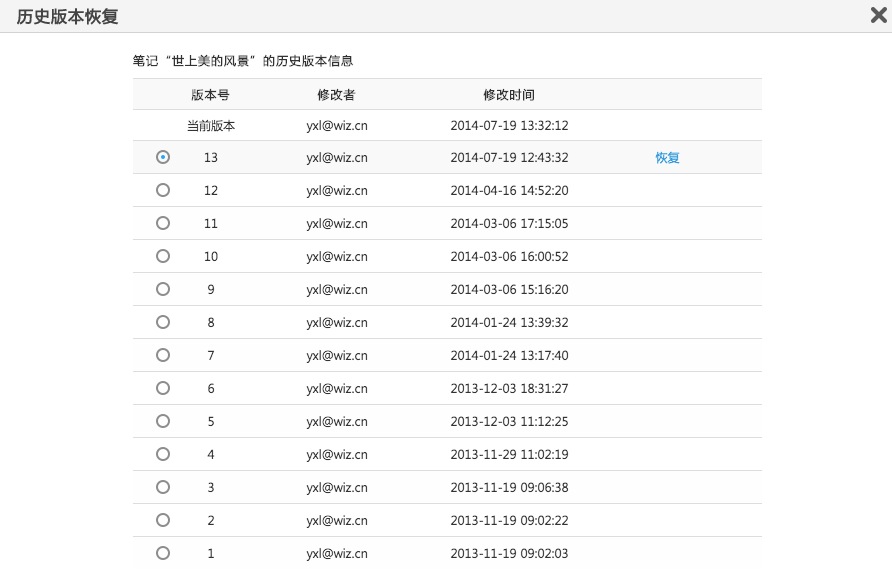 历史版本恢复
笔记“世上美的风景”的历史版本信息
版本号 修改者 修改时间
当前版本 yxl@wiz.cn 2014-07-19 13:32:12
13 yxl@wiz.cn 2014-07-19 12:43:32 恢复
12 yxl@wiz.cn 2014-04-16 14:52:20
11 yxl@wiz.cn 2014-03-06 17:15:05
10 yxl@wiz.cn 2014-03-06 16:00:52
9 yxl@wiz.cn 2014-03-06 15:16:20
8 yxl@wiz.cn 2014-01-24 13:39:32
7 yxl@wiz.cn 2014-01-24 13:17:40
6 yxl@wiz.cn 2013-12-03 18:31:27
5 yxl@wiz.cn 2013-12-03 11:12:25
4 yxl@wiz.cn 2013-11-29 11:02:19
3 yxl@wiz.cn 2013-11-19 09:06:38
2 yxl@wiz.cn 2013-11-19 09:02:22
1 yxl@wiz.cn 2013-11-19 09:02:03